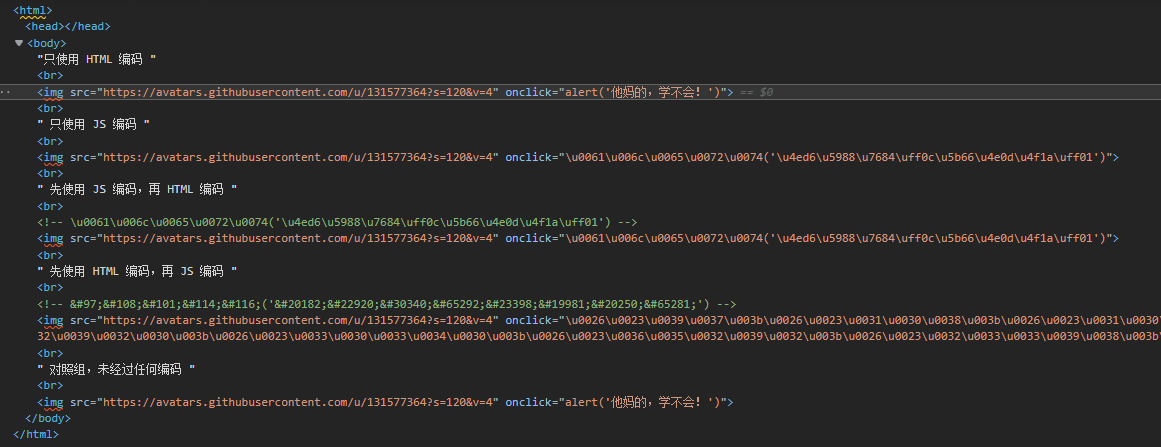 <html>
<head></head>
<body>
"只使用 HTML 编码 "
<br>
<img src="https://avatars.githubusercontent.com/u/131577364?s=120&v=4" onclick="alert('他妈的，学不会！')"> == $0
<br>
" 只使用 JS 编码 "
<br>
<img src="https://avatars.githubusercontent.com/u/131577364?s=120&v=4" onclick="\u0061\u006c\u0065\u0072\u0074('\u4ed6\u5988\u7684\uff0c\u5b66\u4e0d\u4f1a\uff01')">
<br>
" 先使用 JS 编码，再 HTML 编码 "
<br>
<!-- \u0061\u006c\u0065\u0072\u0074('\u4ed6\u5988\u7684\uff0c\u5b66\u4e0d\u4f1a\uff01') -->
<img src="https://avatars.githubusercontent.com/u/131577364?s=120&v=4" onclick="\u0061\u006c\u0065\u0072\u0074('\u4ed6\u5988\u7684\uff0c\u5b66\u4e0d\u4f1a\uff01')">
<br>
" 先使用 HTML 编码，再 JS 编码 "
<br>
<!-- &#97;&#108;&#101;&#114;&#116;('&#20182;&#22920;&#30340;&#65292;&#23398;&#19981;&#20250;&#65281;') -->
<img src="https://avatars.githubusercontent.com/u/131577364?s=120&v=4" onclick="\u0026\u0023\u0039\u0037\u003b\u0026\u0023\u0031\u0030\u0038\u003b\u0026\u0023\u0031\u0030
32\u0039\u0032\u0030\u003b\u0026\u0023\u0033\u0030\u0033\u0034\u0030\u003b\u0026\u0023\u0036\u0035\u0032\u0039\u0032\u003b\u0026\u0023\u0032\u0033\u0033\u0039\u0038\u003b
<br>
" 对照组，未经过任何编码 "
<br>
<img src="https://avatars.githubusercontent.com/u/131577364?s=120&v=4" onclick="alert('他妈的，学不会！')">
</body>
</html>